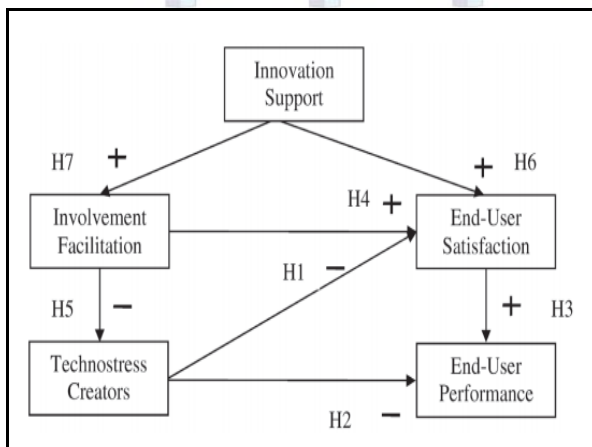 Innovation
Support
H7 +
+ H6
Involvement
Facilitation
H4 +
End-User
Satisfaction
H1 −
H5 −
+ H3
Technostress
Creators
End-User
Performance
H2 −